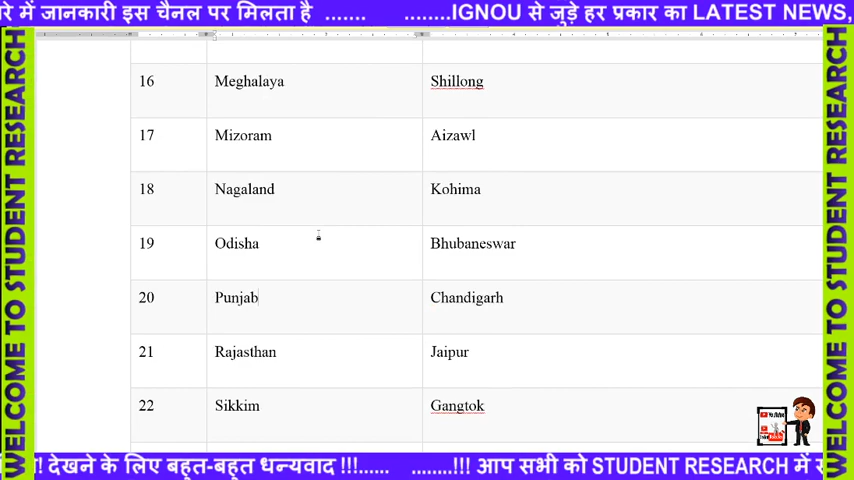 रे में जानकारी इस चैनल पर मिलता है ....... ........IGNOU से जुड़े हर प्रकार का LATEST NEWS,
WELCOME TO STUDENT RESEARCH
16 Meghalaya Shillong
17 Mizoram Aizawl
18 Nagaland Kohima
19 Odisha Bhubaneswar
20 Punjab Chandigarh
21 Rajasthan Jaipur
22 Sikkim Gangtok
WELCOME TO STUDENT RESEARCH
! देखने के लिए बहुत-बहुत धन्यवाद !!!...... ........!!! आप सभी को STUDENT RESEARCH में